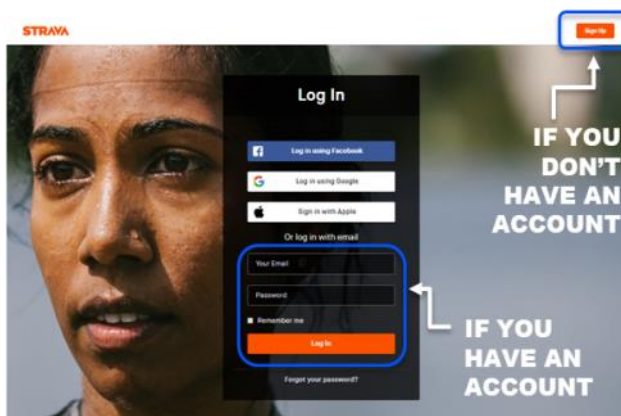 STRAVA
Sign Up
Log In
Log in using Facebook
Log in using Google
Sign in with Apple
Or log in with email
Your Email
Password
Remember me
Log In
Forgot your password?
IF YOU
DON'T
HAVE AN
ACCOUNT
IF YOU
HAVE AN
ACCOUNT